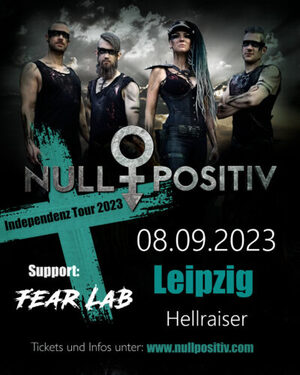 NULL POSITIV
Independenz Tour 2023
08.09.2023
Support:
Leipzig
FEAR LAB
Hellraiser
Tickets und Infos unter: www.nullpositiv.com